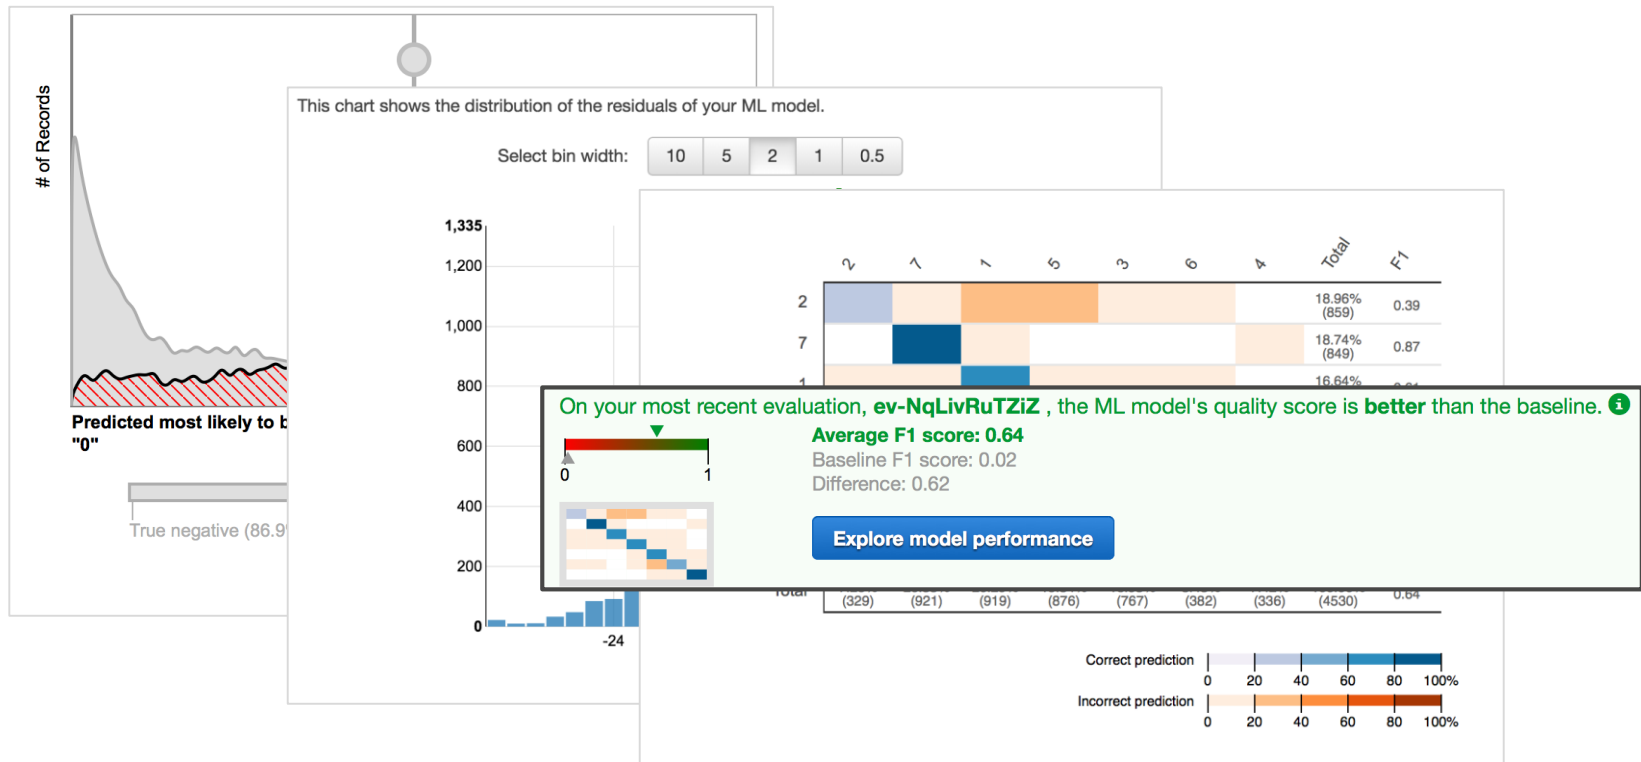 # of Records
Predicted most likely to b
"0"
True negative (86.9
This chart shows the distribution of the residuals of your ML model.
Select bin width: 10 5 2 1 0.5
1,335
1,200
1,000
800
600
400
200
0
-24
2 7 1 5 3 6 4 Total F1
2 18.96% 0.39
(859)
7 18.74% 0.87
(849)
1 16.64%
On your most recent evaluation, ev-NqLivRuTZiZ , the ML model's quality score is better than the baseline.
Average F1 score: 0.64
Baseline F1 score: 0.02
Difference: 0.62
0 1
Explore model performance
Total (329) (921) (919) (876) (767) (382) (336) (4530) 0.64
Correct prediction
0 20 40 60 80 100%
Incorrect prediction
0 20 40 60 80 100%